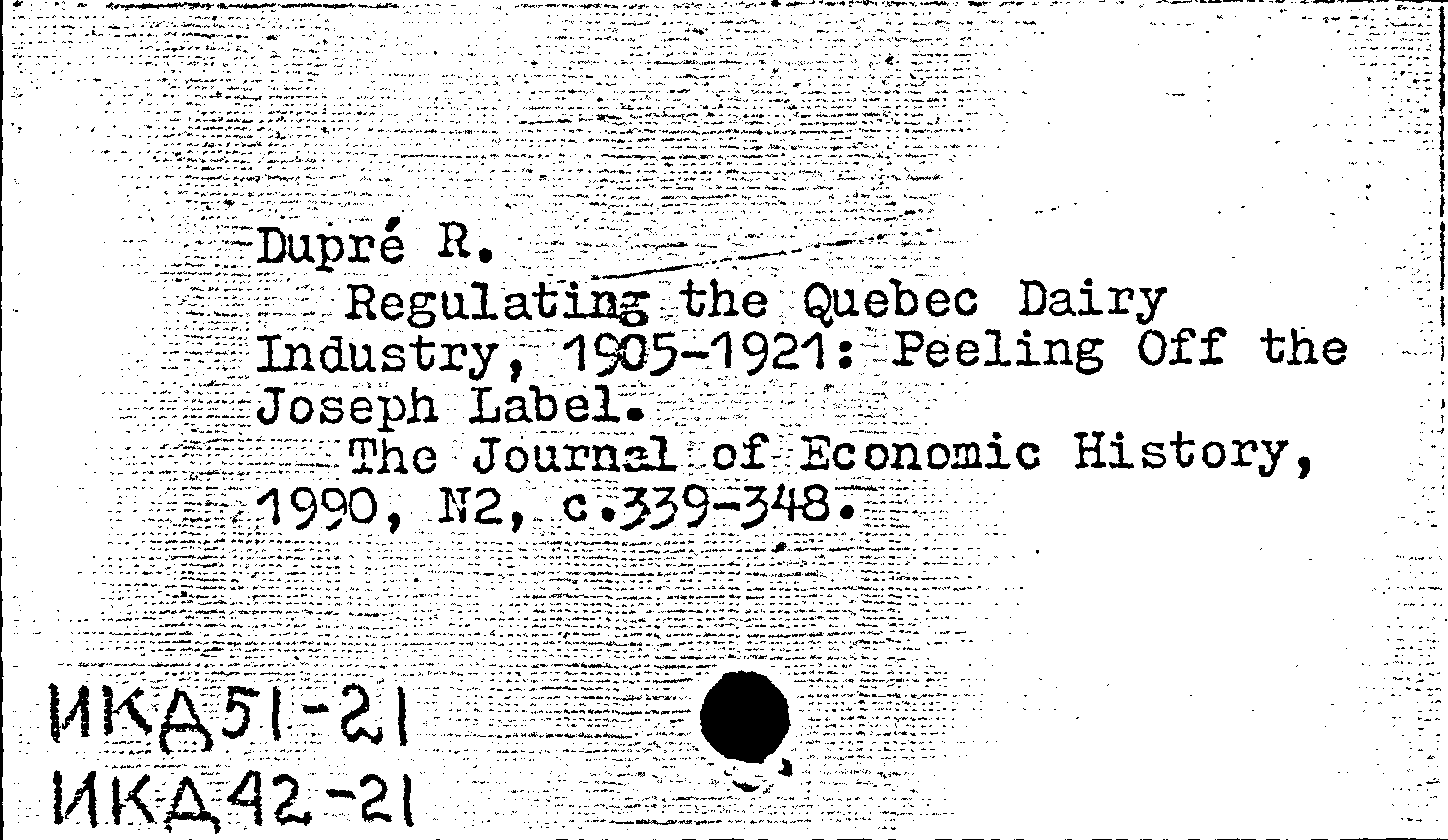 Dupré R.
Regulating the Quebec Dairy
Industry, 1905-1921: Peeling Off the
Joseph Label.
The Journal of Economic History,
1990, N2, c.339-348.
ИКД51-21
ИКД42-21